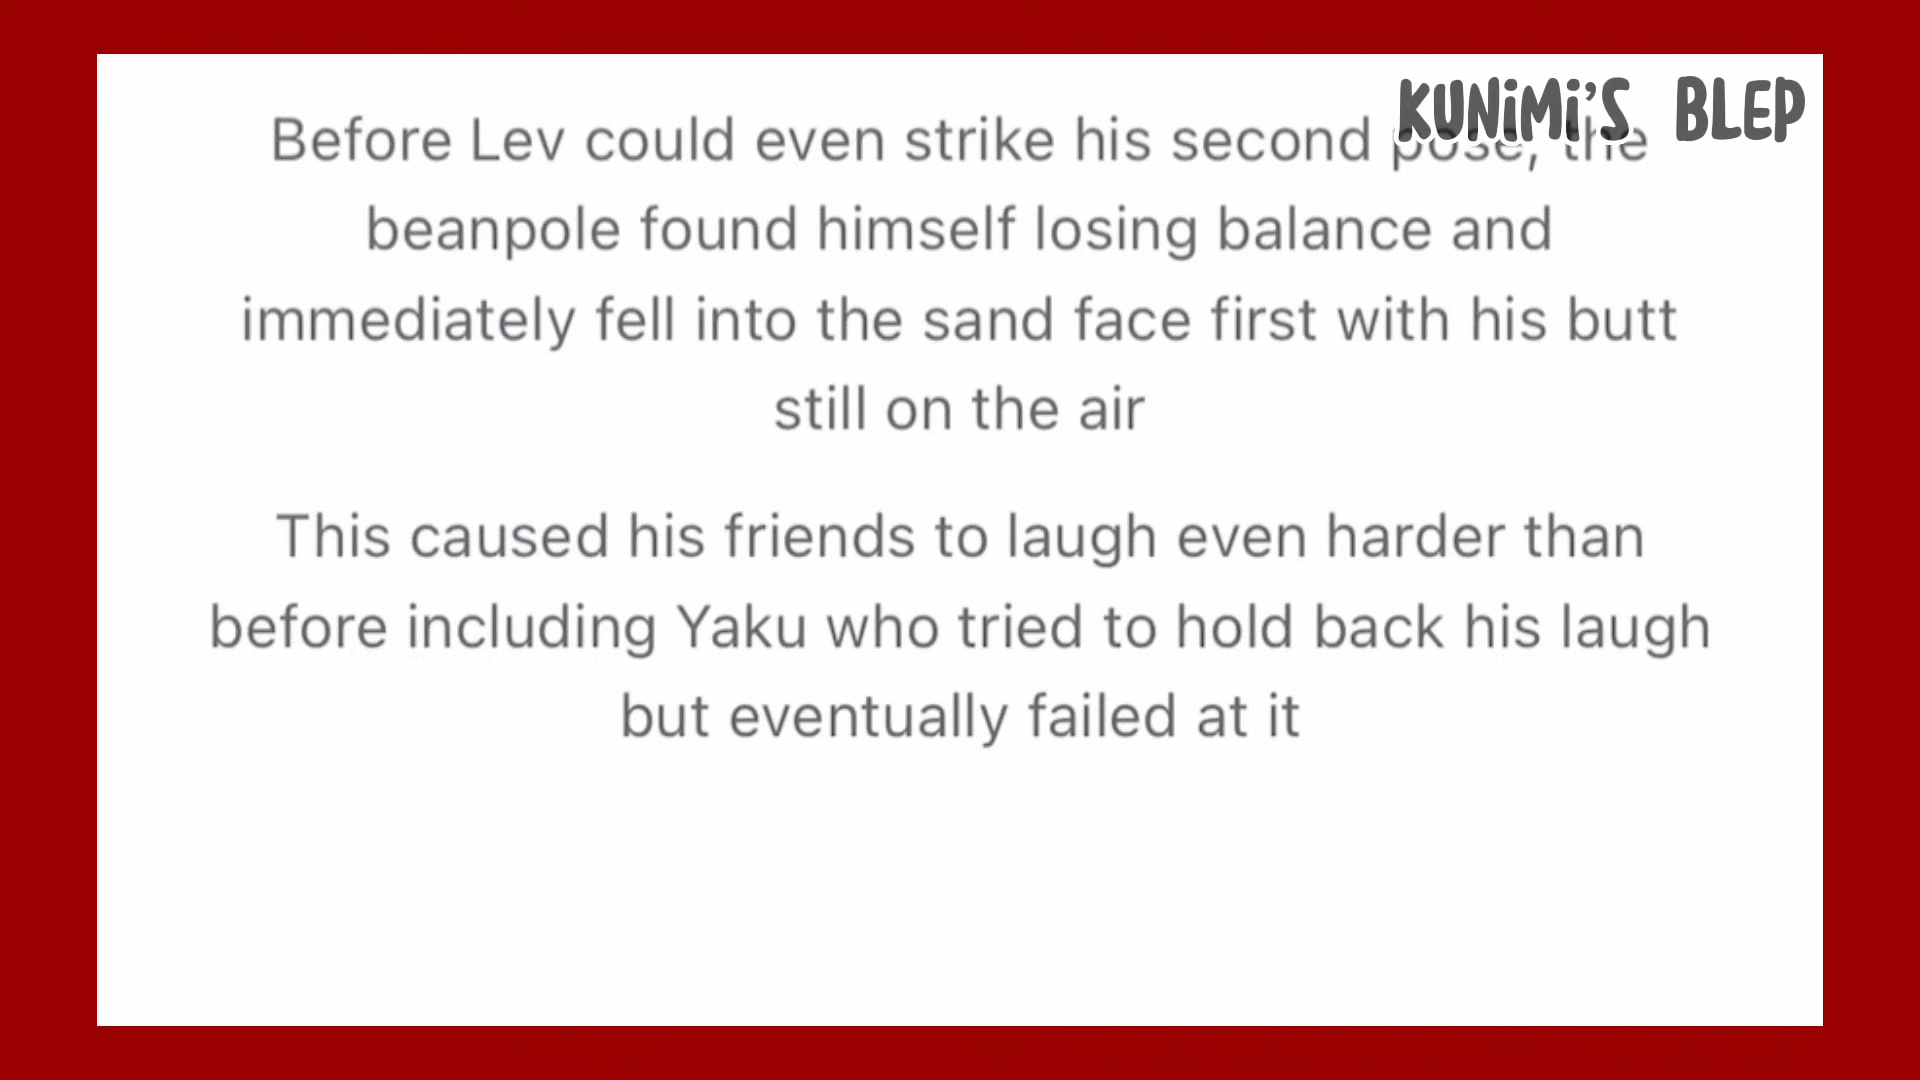 KUNiMi'S BLEP
Before Lev could even strike his second pose, the
beanpole found himself losing balance and
immediately fell into the sand face first with his butt
still on the air
This caused his friends to laugh even harder than
before including Yaku who tried to hold back his laugh
but eventually failed at it